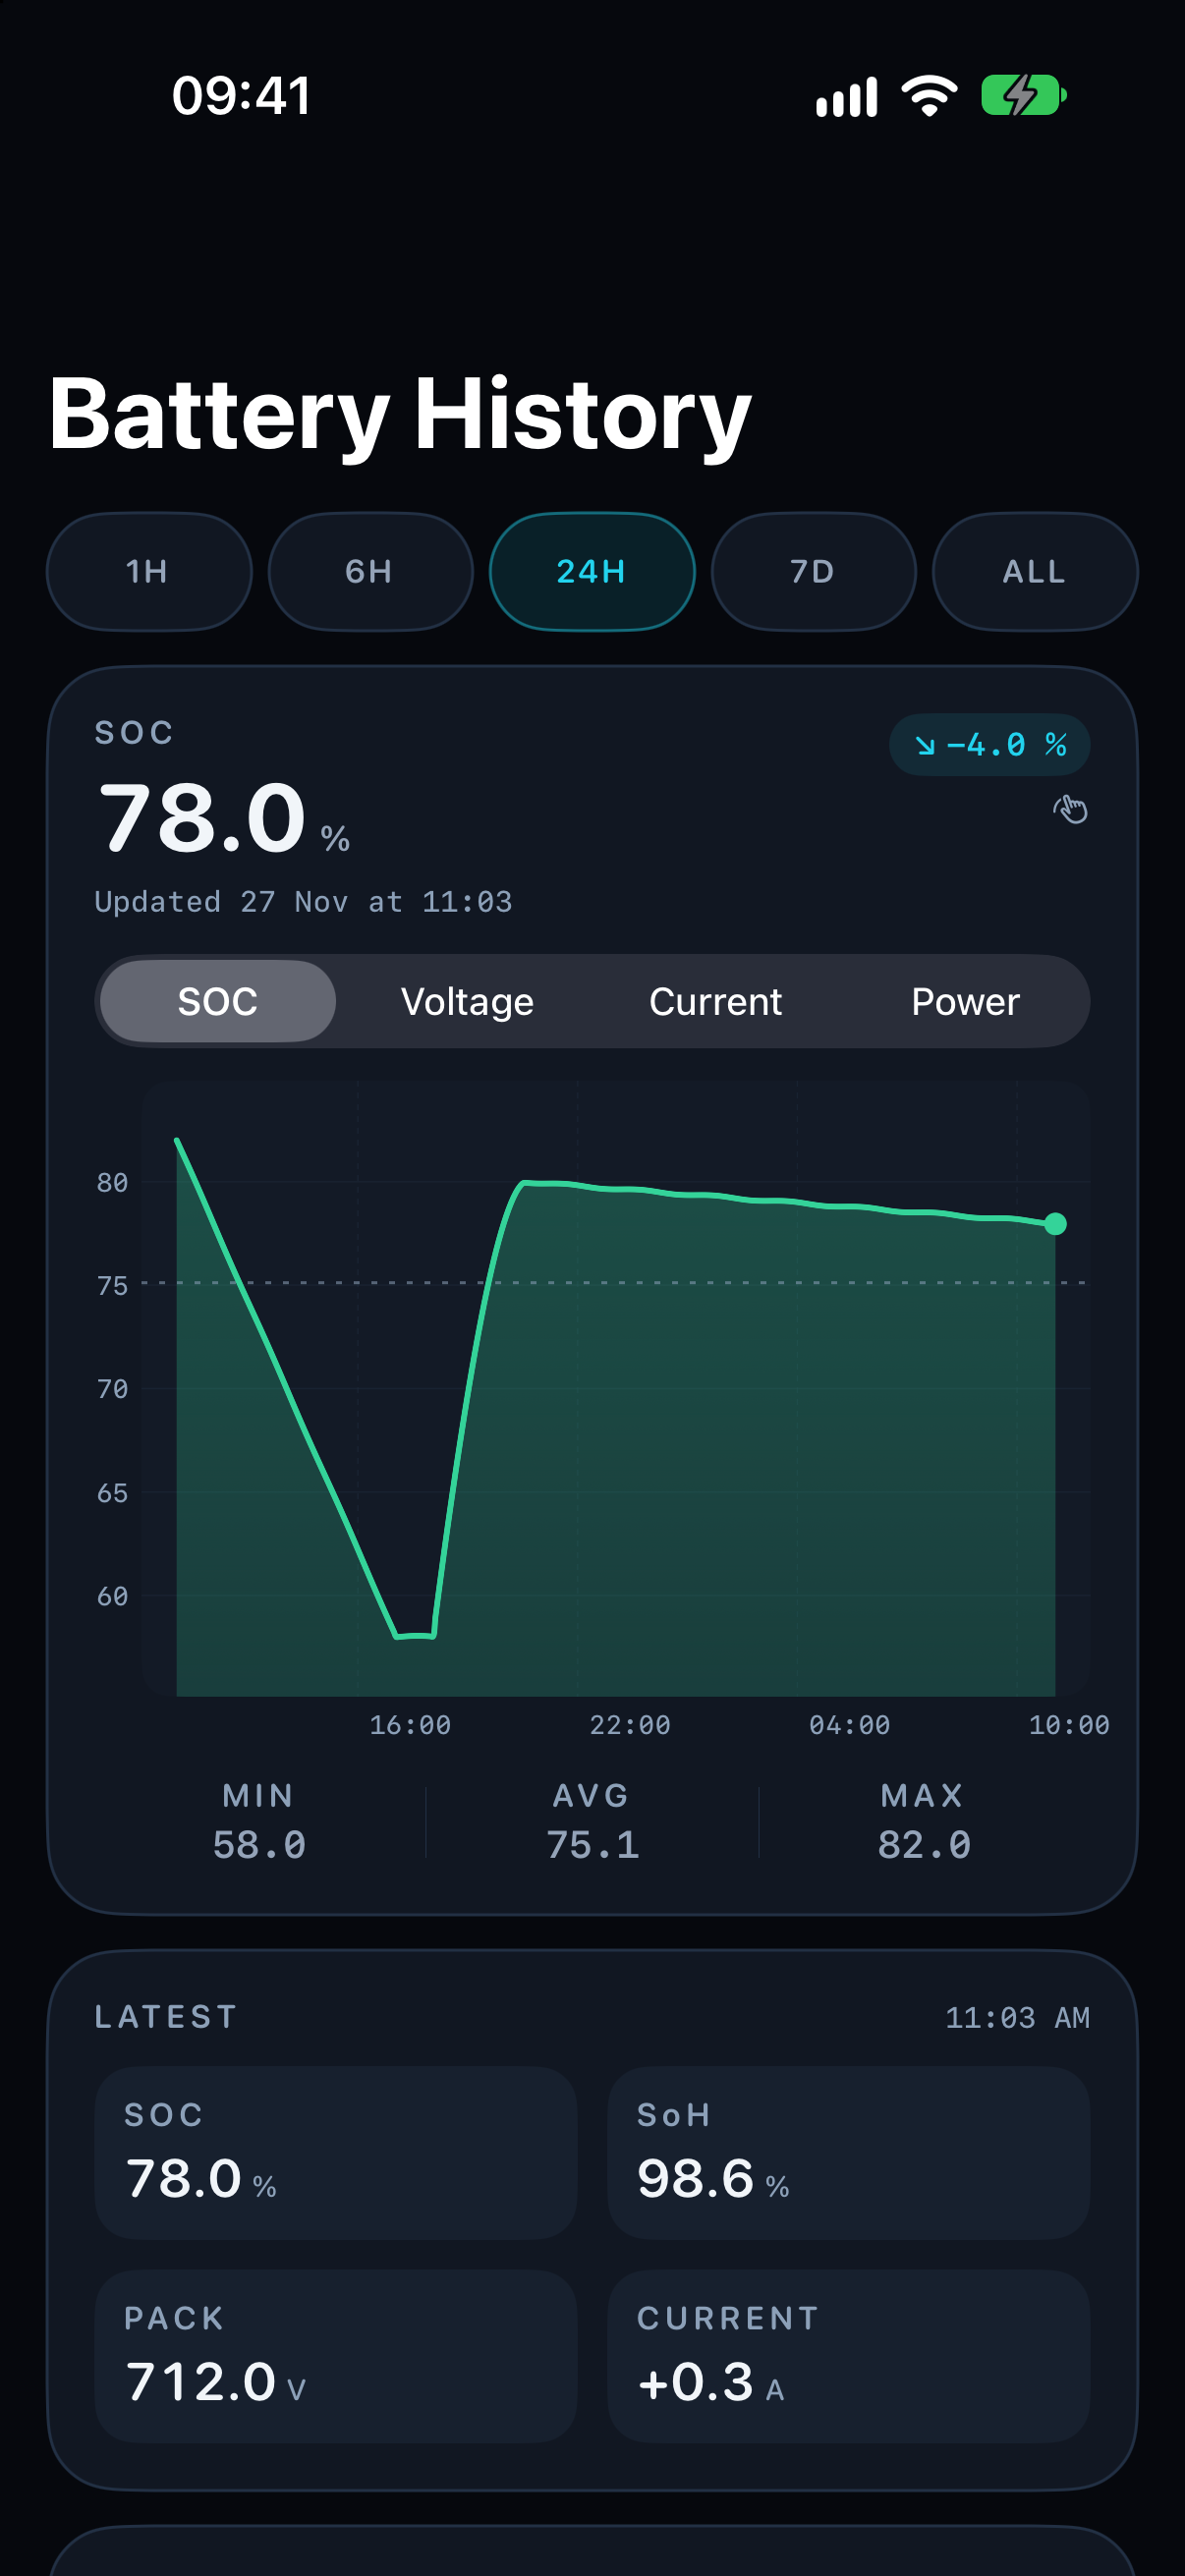 09:41
Battery History
1H 6H 24H 7D ALL
SOC
↘ −4.0 %
78.0 %
Updated 27 Nov at 11:03
SOC Voltage Current Power
80
75
70
65
60
16:00 22:00 04:00 10:00
MIN AVG MAX
58.0 75.1 82.0
LATEST 11:03 AM
SOC SoH
78.0 % 98.6 %
PACK CURRENT
712.0 V +0.3 A